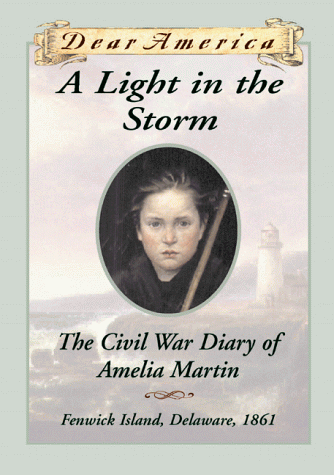 Dear America
A Light in the
Storm
The Civil War Diary of
Amelia Martin
Fenwick Island, Delaware, 1861